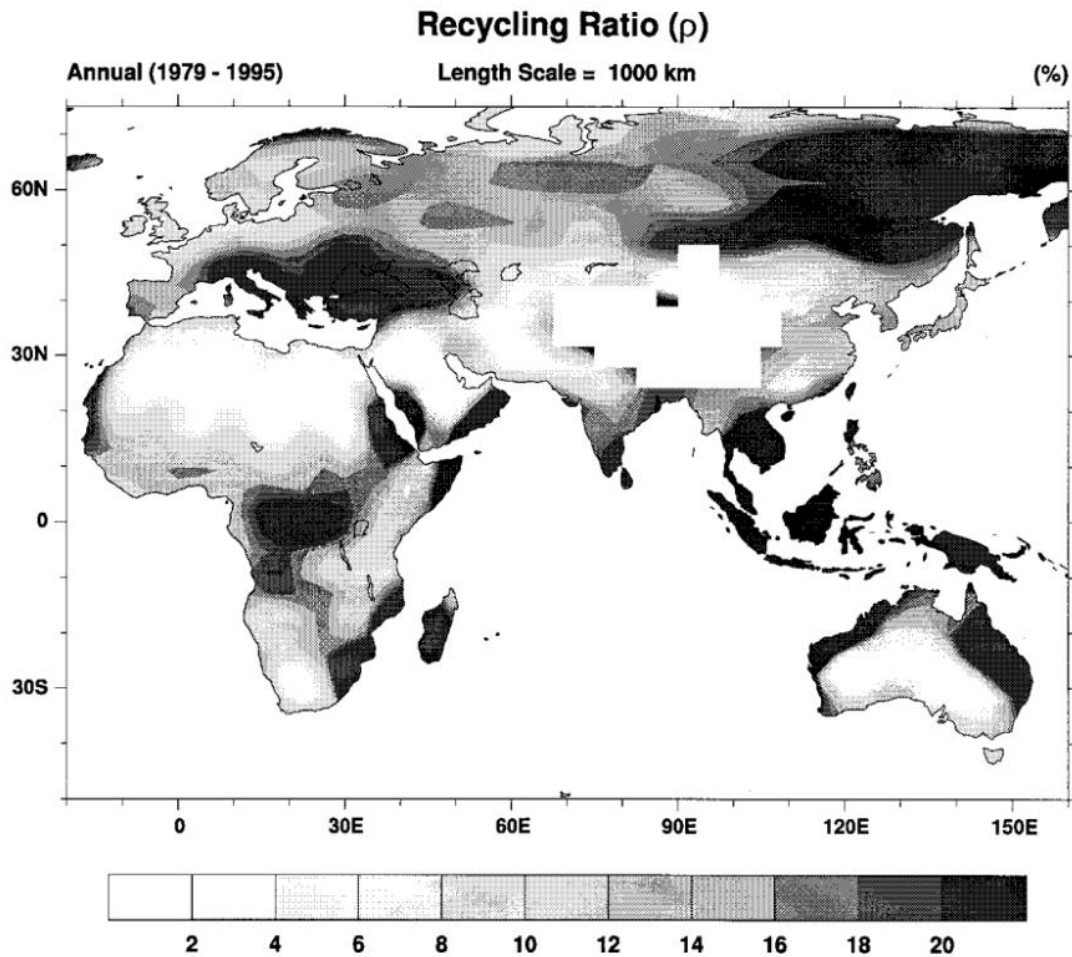 Recycling Ratio (ρ)
Annual (1979 - 1995) Length Scale = 1000 km (%)
60N
30N
0
30S
0 30E 60E 90E 120E 150E
2 4 6 8 10 12 14 16 18 20